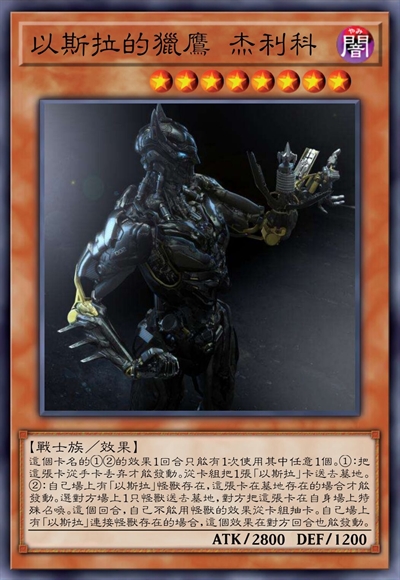 以斯拉的獵鷹 杰利科
やみ
闇
【戰士族／效果】
這個卡名的①②的效果1回合只能有1次使用其中任意1個。①：把
這張卡從手卡丟弃才能發動。從卡組把1張「以斯拉」卡送去墓地。
②：自己場上有「以斯拉」怪獸存在，這張卡在墓地存在的場合才能
發動。選對方場上1只怪獸送去墓地，對方把這張卡在自身場上特
殊召喚。這個回合，自己不能用怪獸的效果從卡組抽卡。自己場上
有「以斯拉」連接怪獸存在的場合，這個效果在對方回合也能發動。
ATK/2800 DEF/1200